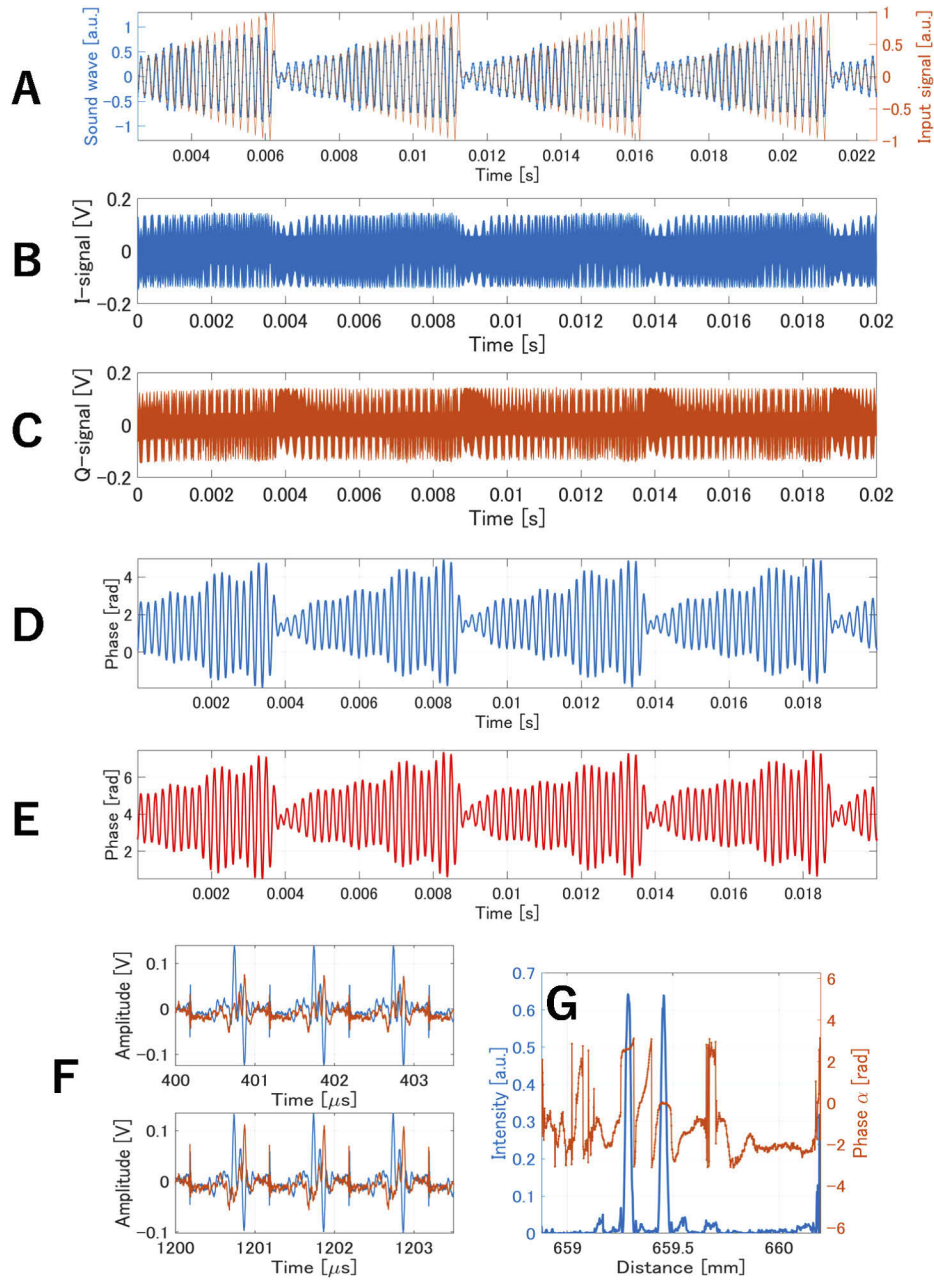 A
Sound wave [a.u.]
1
0.5
0
-0.5
-1
Input signal [a.u.]
1
0.5
0
-0.5
-1
0.004 0.006 0.008 0.01 0.012 0.014 0.016 0.018 0.02 0.022
Time [s]
B
I-signal [V]
0.2
0
-0.2
0 0.002 0.004 0.006 0.008 0.01 0.012 0.014 0.016 0.018 0.02
Time [s]
C
Q-signal [V]
0.2
0
-0.2
0 0.002 0.004 0.006 0.008 0.01 0.012 0.014 0.016 0.018 0.02
Time [s]
D
Phase [rad]
4
2
0
0.002 0.004 0.006 0.008 0.01 0.012 0.014 0.016 0.018
Time [s]
E
Phase [rad]
6
4
2
0.002 0.004 0.006 0.008 0.01 0.012 0.014 0.016 0.018
Time [s]
F
Amplitude [V]
0.1
0
-0.1
400 401 402 403
Time [μs]
Amplitude [V]
0.1
0
-0.1
1200 1201 1202 1203
Time [μs]
G
Intensity [a.u.]
0.7
0.6
0.5
0.4
0.3
0.2
0.1
0
Phase α [rad]
6
4
2
0
-2
-4
-6
659 659.5 660
Distance [mm]